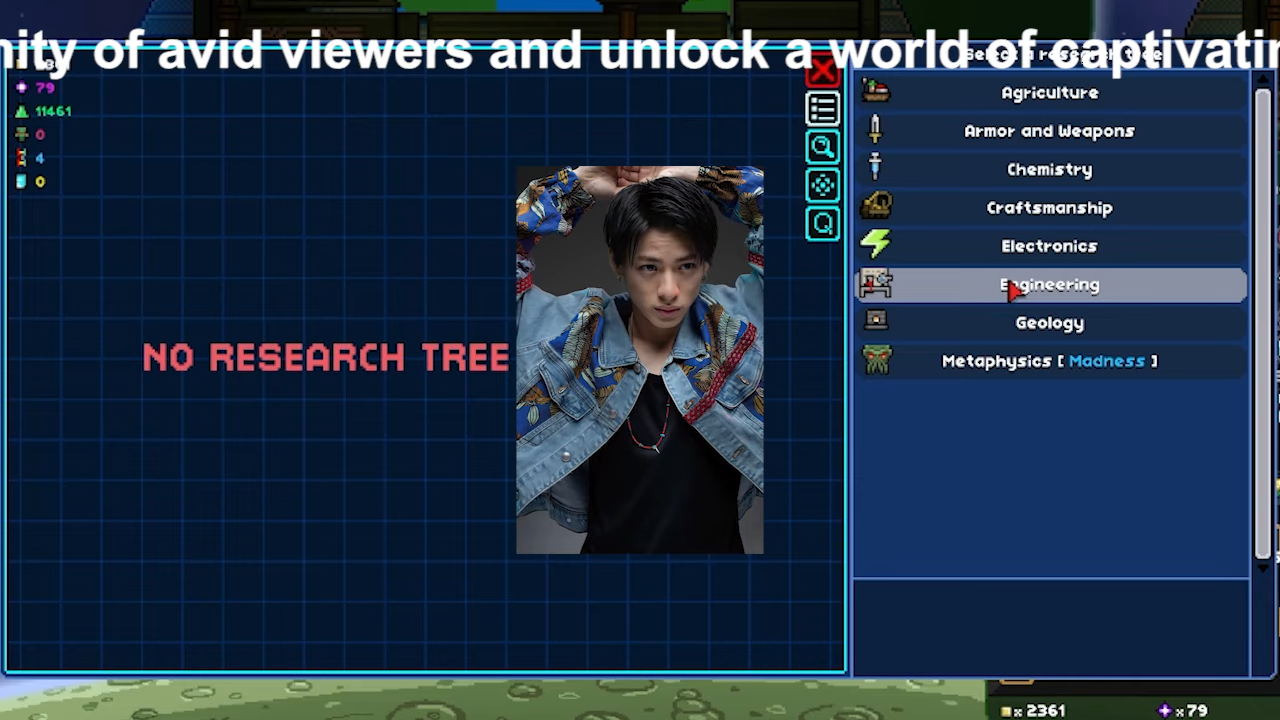 nity of avid viewers and unlock a world of captivatin
79
11461
0
4
0
Agriculture
Armor and Weapons
Chemistry
Craftsmanship
Electronics
Engineering
Geology
Metaphysics [ Madness ]
NO RESEARCH TREE
Q
x 2361
x 79